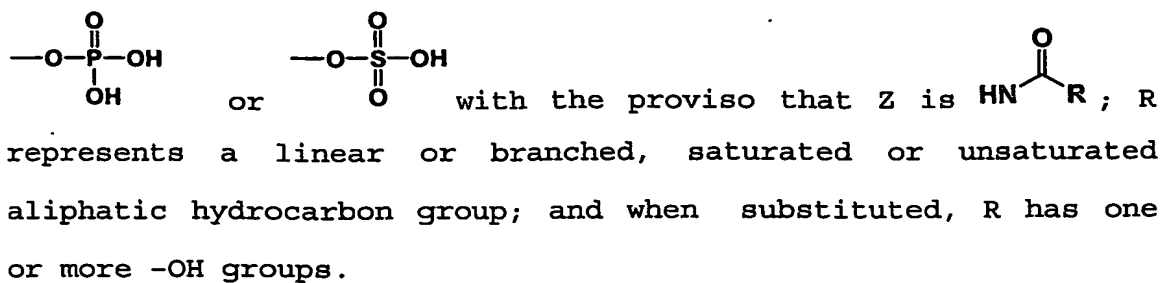 O O O
—O—P—OH —O—S—OH
OH or O with the proviso that Z is HN R ; R
represents a linear or branched, saturated or unsaturated
aliphatic hydrocarbon group; and when substituted, R has one
or more -OH groups.